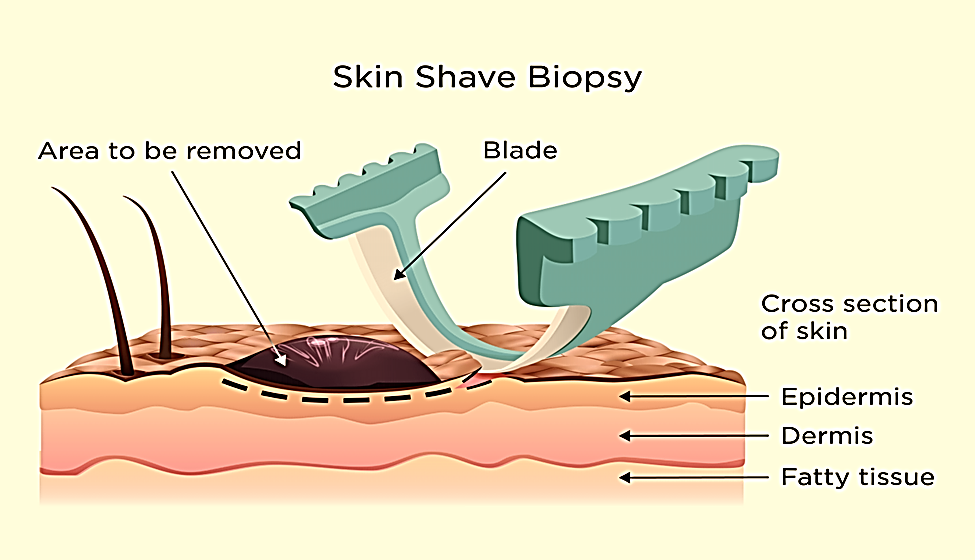 Skin Shave Biopsy
Area to be removed
Blade
Cross section
of skin
Epidermis
Dermis
Fatty tissue